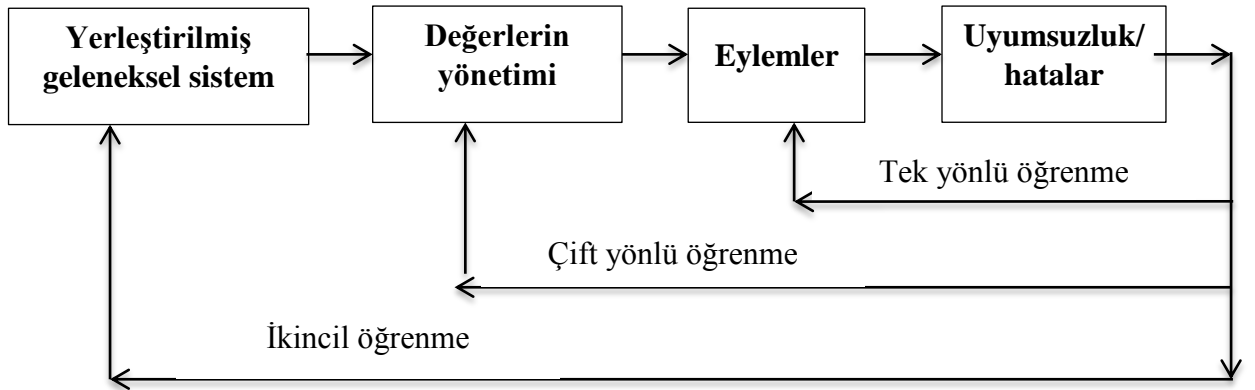 Yerleştirilmiş
geleneksel sistem
Değerlerin
yönetimi
Eylemler
Uyumsuzluk/
hatalar
Tek yönlü öğrenme
Çift yönlü öğrenme
İkincil öğrenme